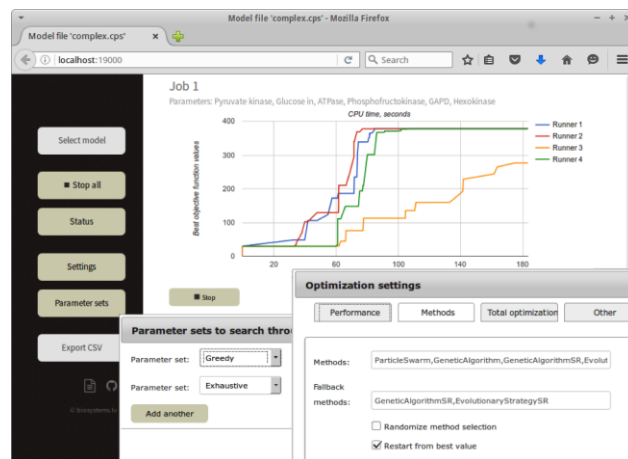 Model file 'complex.cps' - Mozilla Firefox
Model file 'complex.cps'
localhost:19000
Search
Select model
Stop all
Status
Settings
Parameter sets
Export CSV
Job 1
Parameters: Pyruvate kinase, Glucose in, ATPase, Phosphofructokinase, GAPD, Hexokinase
CPU time, seconds
Best objective function values
400
300
200
100
0
20
60
100
140
180
Runner 1
Runner 2
Runner 3
Runner 4
Stop
Parameter sets to search thro
Parameter set: Greedy
Parameter set: Exhaustive
Add another
Optimization settings
Performance
Methods
Total optimization
Other
Methods: ParticleSwarm,GeneticAlgorithm,GeneticAlgorithmSR,Evolut
Fallback
methods: GeneticAlgorithmSR,EvolutionaryStrategySR
Randomize method selection
Restart from best value